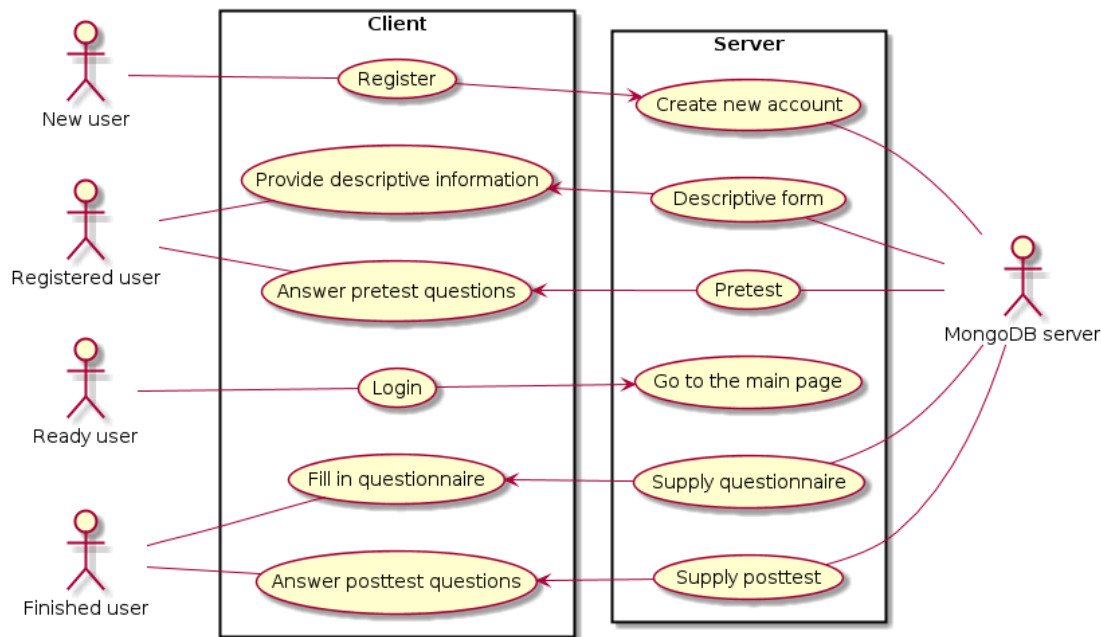 Client
Server
New user
Register
Create new account
Provide descriptive information
Descriptive form
Registered user
Answer pretest questions
Pretest
MongoDB server
Ready user
Login
Go to the main page
Fill in questionnaire
Supply questionnaire
Finished user
Answer posttest questions
Supply posttest